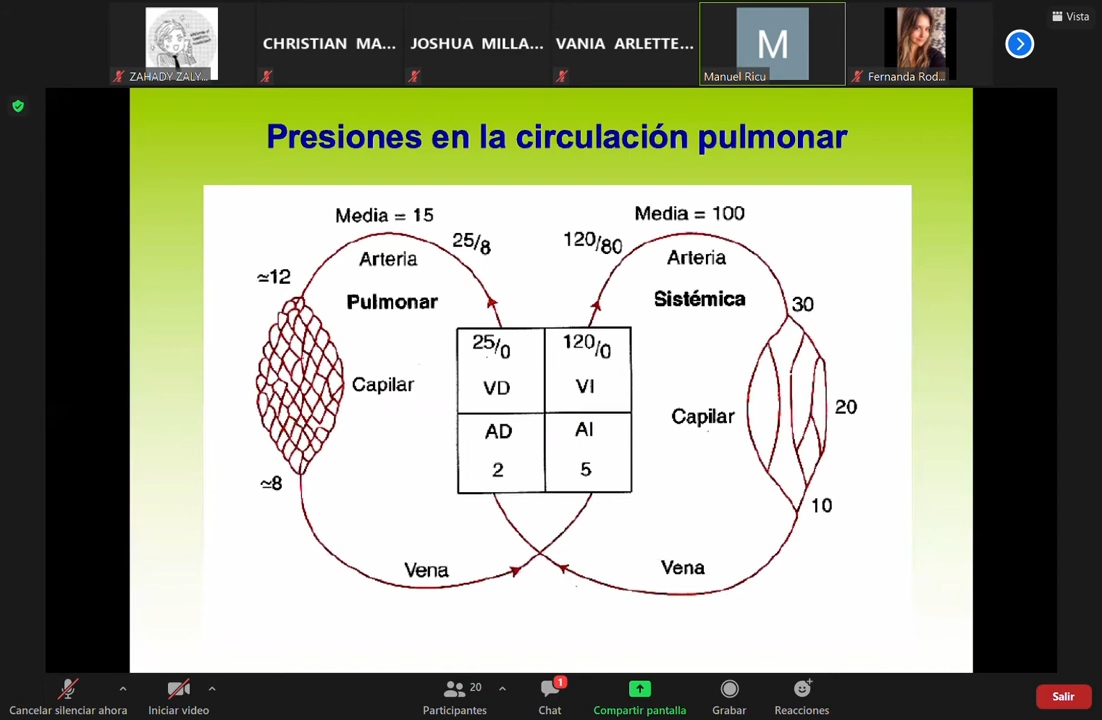 Vista
CHRISTIAN MA...
JOSHUA MILLA...
VANIA ARLETTE...
M
ZAHADY ZALY...
Manuel Ricu
Fernanda Rod...
Presiones en la circulación pulmonar
Media = 15
Media = 100
25/8
120/80
Arteria
Arteria
≃12
Pulmonar
Sistémica
30
25/0
120/0
Capilar
VD
VI
Capilar
20
AD
AI
2
5
≃8
10
Vena
Vena
20
1
Cancelar silenciar ahora
Iniciar video
Participantes
Chat
Compartir pantalla
Grabar
Reacciones
Salir